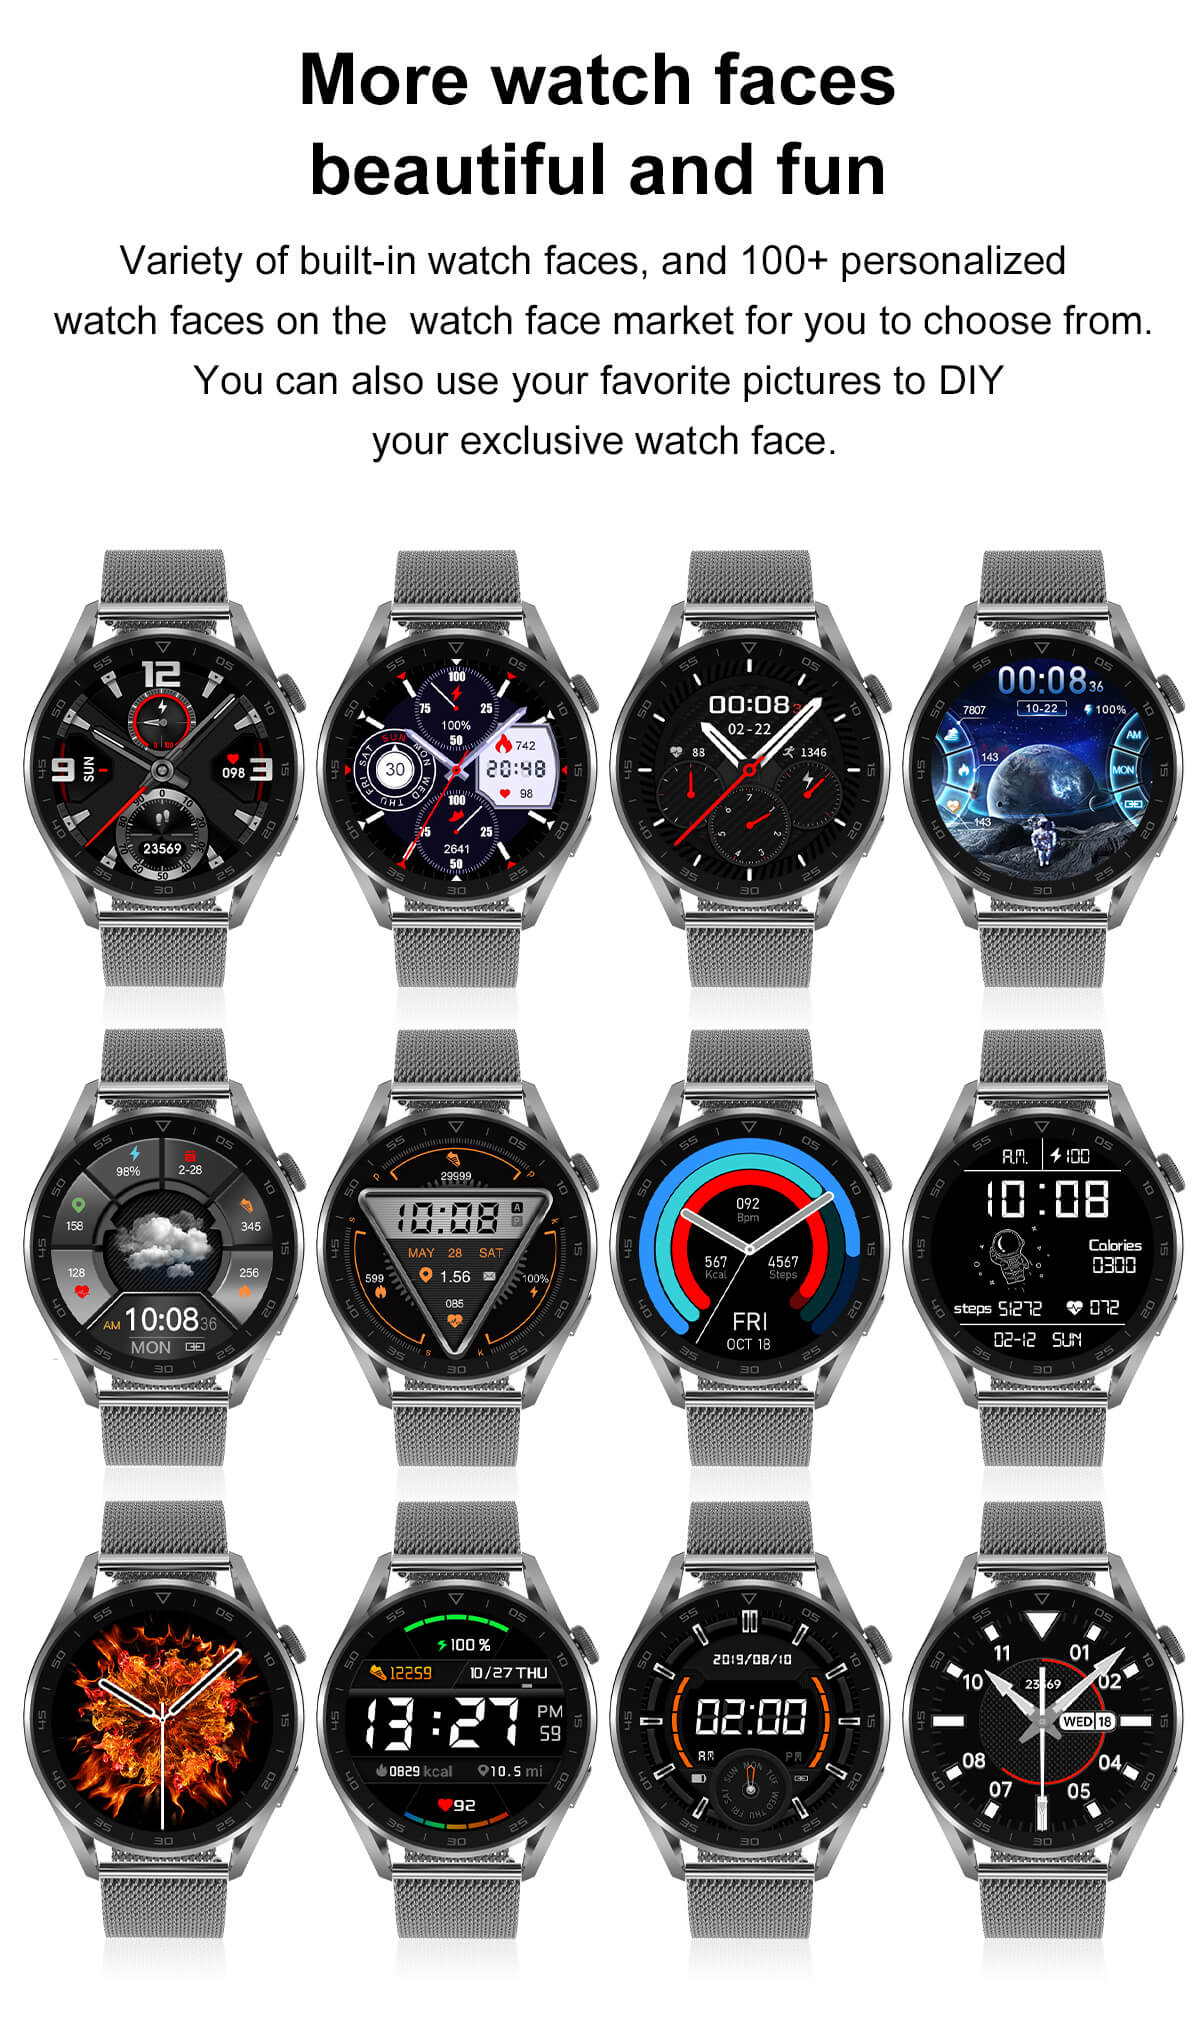 More watch faces
beautiful and fun
Variety of built-in watch faces, and 100+ personalized
watch faces on the watch face market for you to choose from.
You can also use your favorite pictures to DIY
your exclusive watch face.
12
9 SUN
098 3
23569
100
75 25
100%
50
SUN MON WED THU FRI SAT
30
742
20:48
98
100
75 25
2641
50
00:08
02-22
88 1346
00:08 36
7807 10-22 100%
AM
143
MON
143
98% 2-28
158 345
128 256
AM 10:08 36
MON
29999
10:08 A P
MAY 28 SAT
599 1.56 100%
085
092
Bpm
567 4567
Kcal Steps
FRI
OCT 18
A.M. 100
10:08
Calories
0300
steps 51272 072
02-12 SUN
100%
12259 10/27 THU
13:27 PM
59
0829 kcal 10.5 mi
92
00
2019/08/10
02:00
AM PM
SUN MON TUE WED THU FRI SAT
11 01
10 23569 02
WED 18
08 04
07 05